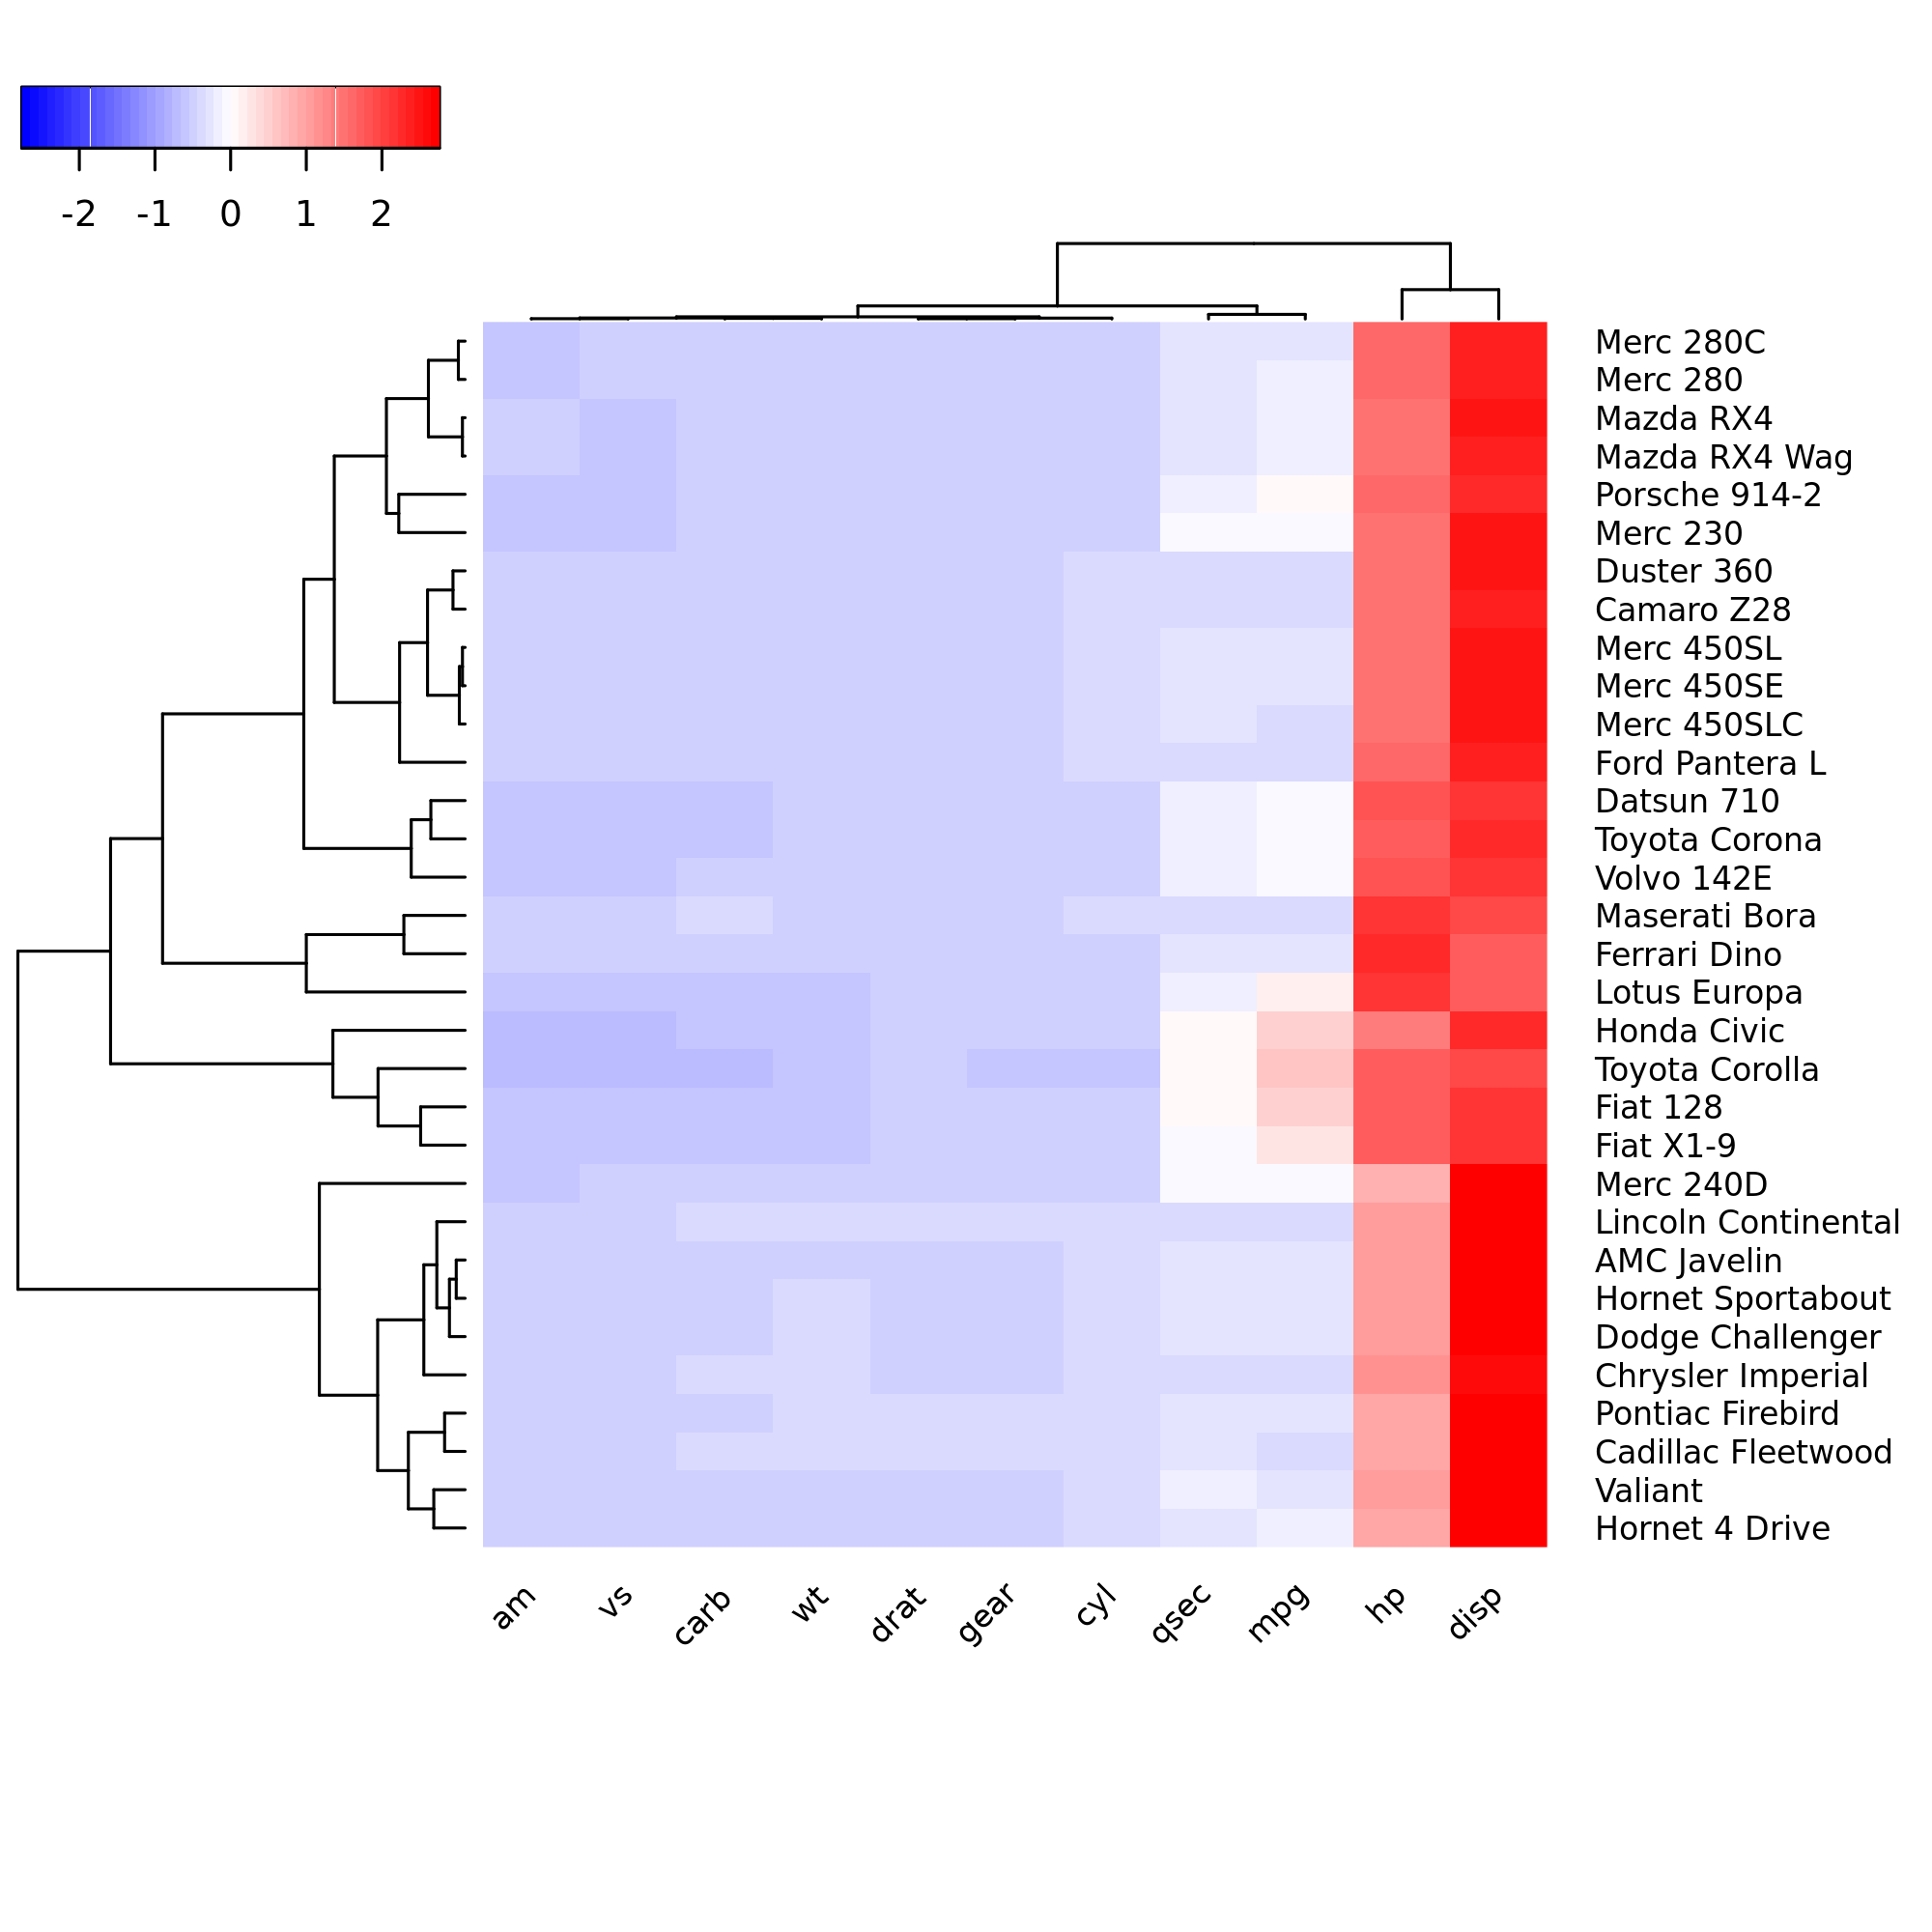 -2 -1 0 1 2
Merc 280C
Merc 280
Mazda RX4
Mazda RX4 Wag
Porsche 914-2
Merc 230
Duster 360
Camaro Z28
Merc 450SL
Merc 450SE
Merc 450SLC
Ford Pantera L
Datsun 710
Toyota Corona
Volvo 142E
Maserati Bora
Ferrari Dino
Lotus Europa
Honda Civic
Toyota Corolla
Fiat 128
Fiat X1-9
Merc 240D
Lincoln Continental
AMC Javelin
Hornet Sportabout
Dodge Challenger
Chrysler Imperial
Pontiac Firebird
Cadillac Fleetwood
Valiant
Hornet 4 Drive
am vs carb wt drat gear cyl qsec mpg hp disp